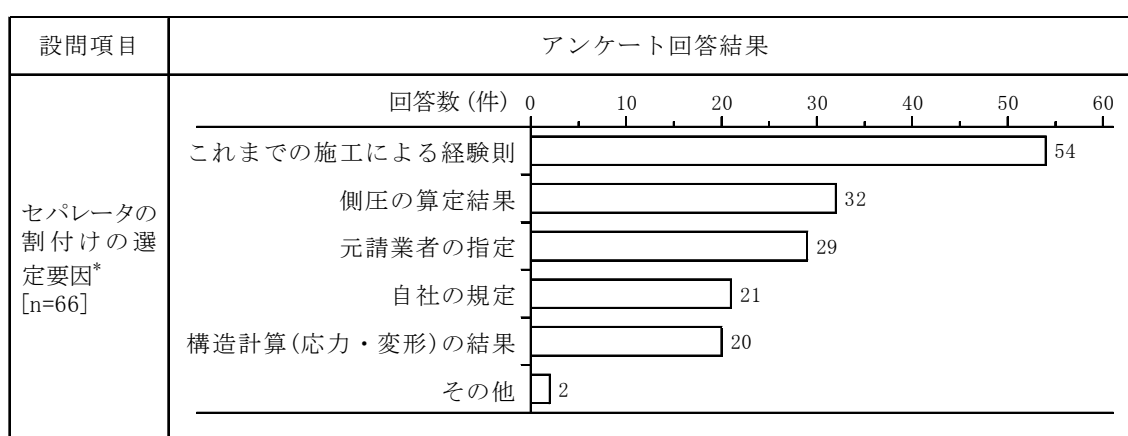 設問項目
アンケート回答結果
回答数(件) 0 10 20 30 40 50 60
セパレータの
割付けの選
定要因*
[n=66]
これまでの施工による経験則 54
側圧の算定結果 32
元請業者の指定 29
自社の規定 21
構造計算(応力・変形)の結果 20
その他 2